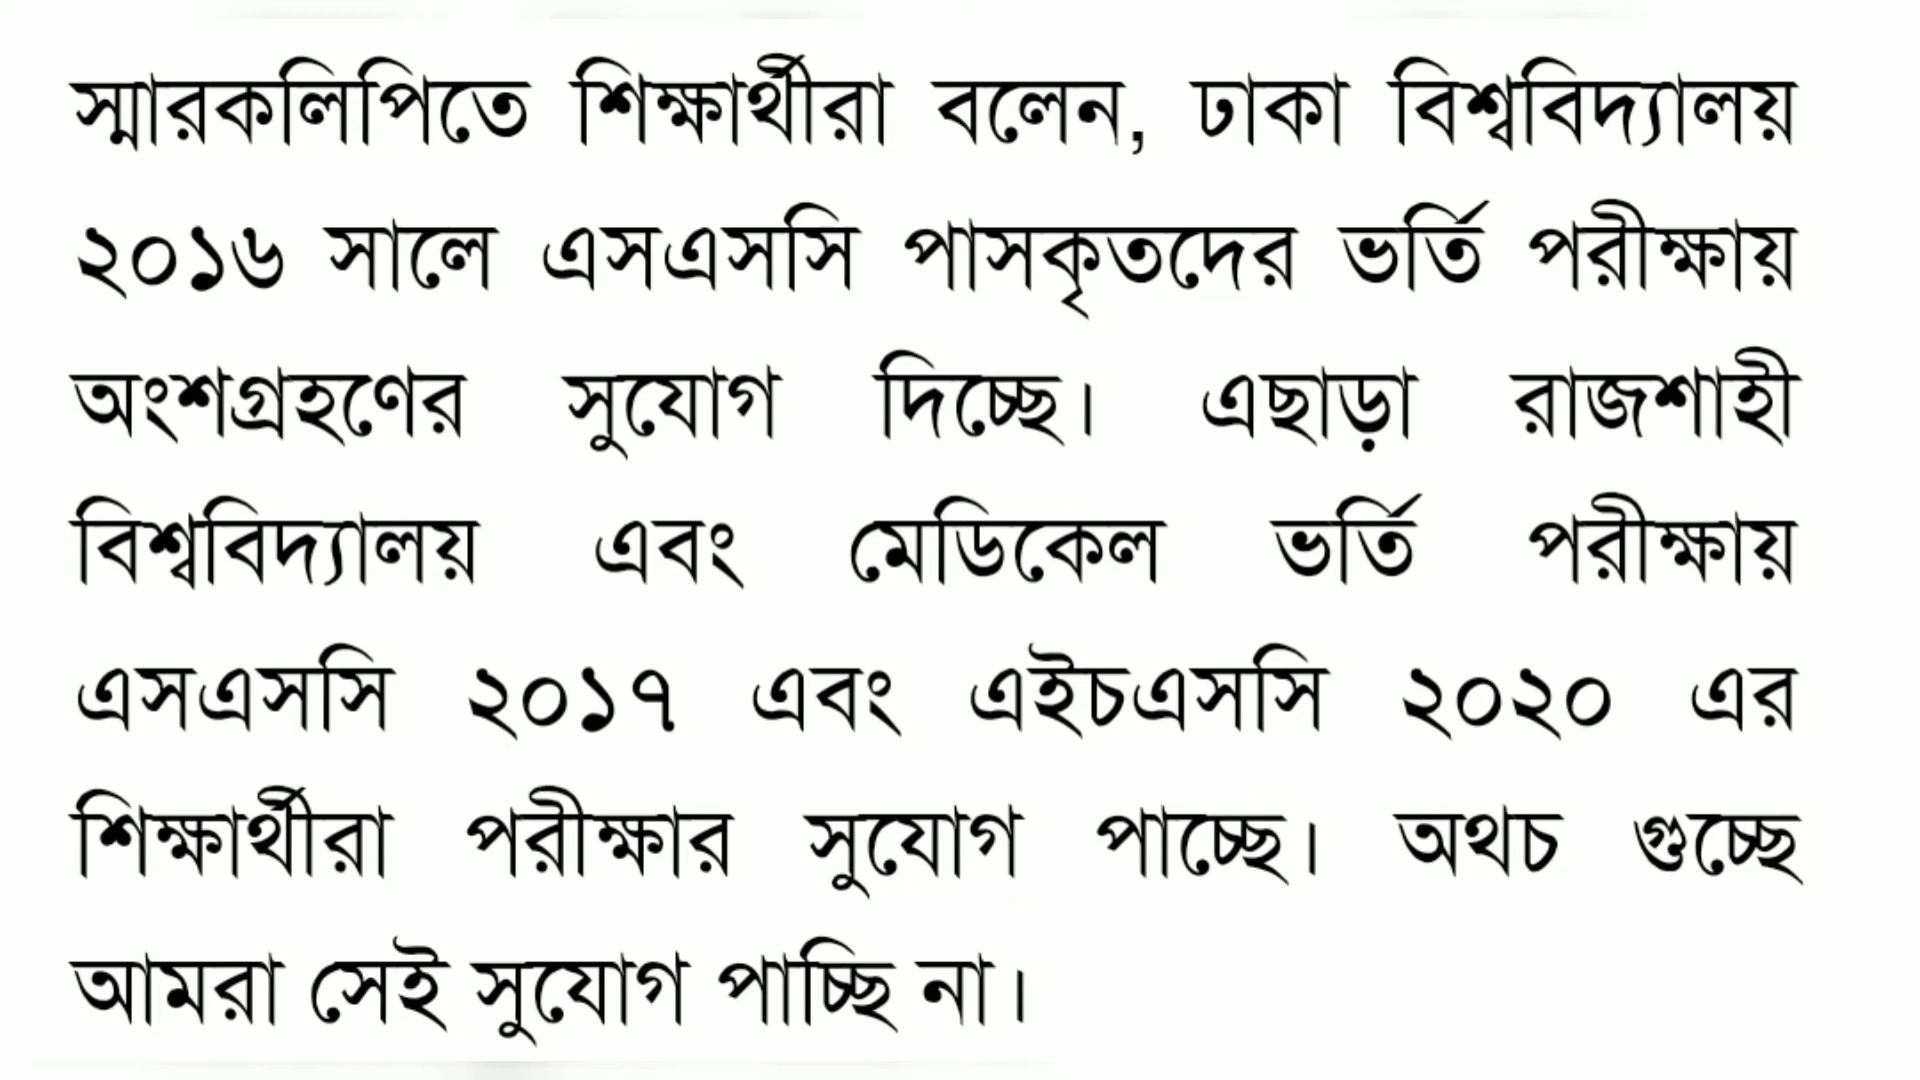 স্মারকলিপিতে শিক্ষার্থীরা বলেন, ঢাকা বিশ্ববিদ্যালয়
২০১৬ সালে এসএসসি পাসকৃতদের ভর্তি পরীক্ষায়
অংশগ্রহণের সুযোগ দিচ্ছে। এছাড়া রাজশাহী
বিশ্ববিদ্যালয় এবং মেডিকেল ভর্তি পরীক্ষায়
এসএসসি ২০১৭ এবং এইচএসসি ২০২০ এর
শিক্ষার্থীরা পরীক্ষার সুযোগ পাচ্ছে। অথচ গুচ্ছে
আমরা সেই সুযোগ পাচ্ছি না।